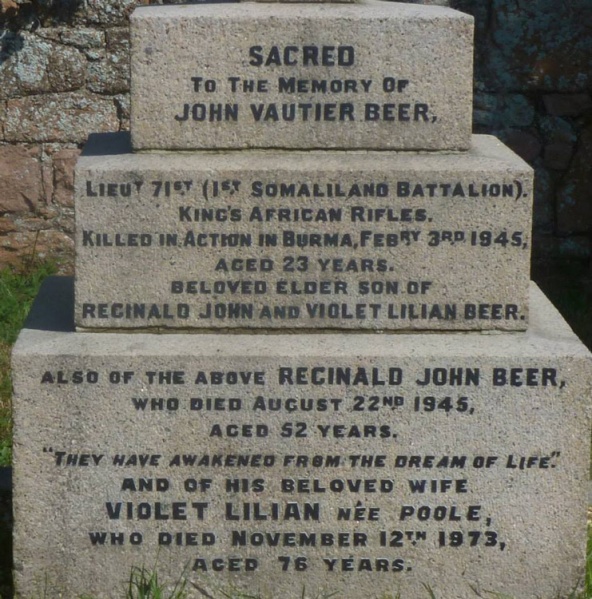 SACRED
TO THE MEMORY OF
JOHN VAUTIER BEER,
LIEUT 71ST (1ST SOMALILAND BATTALION).
KING'S AFRICAN RIFLES.
KILLED IN ACTION IN BURMA, FEBRY 3RD 1945,
AGED 23 YEARS.
BELOVED ELDER SON OF
REGINALD JOHN AND VIOLET LILIAN BEER.
ALSO OF THE ABOVE REGINALD JOHN BEER,
WHO DIED AUGUST 22ND 1945,
AGED 52 YEARS.
"THEY HAVE AWAKENED FROM THE DREAM OF LIFE."
AND OF HIS BELOVED WIFE
VIOLET LILIAN NÉE POOLE,
WHO DIED NOVEMBER 12TH 1973,
AGED 76 YEARS.